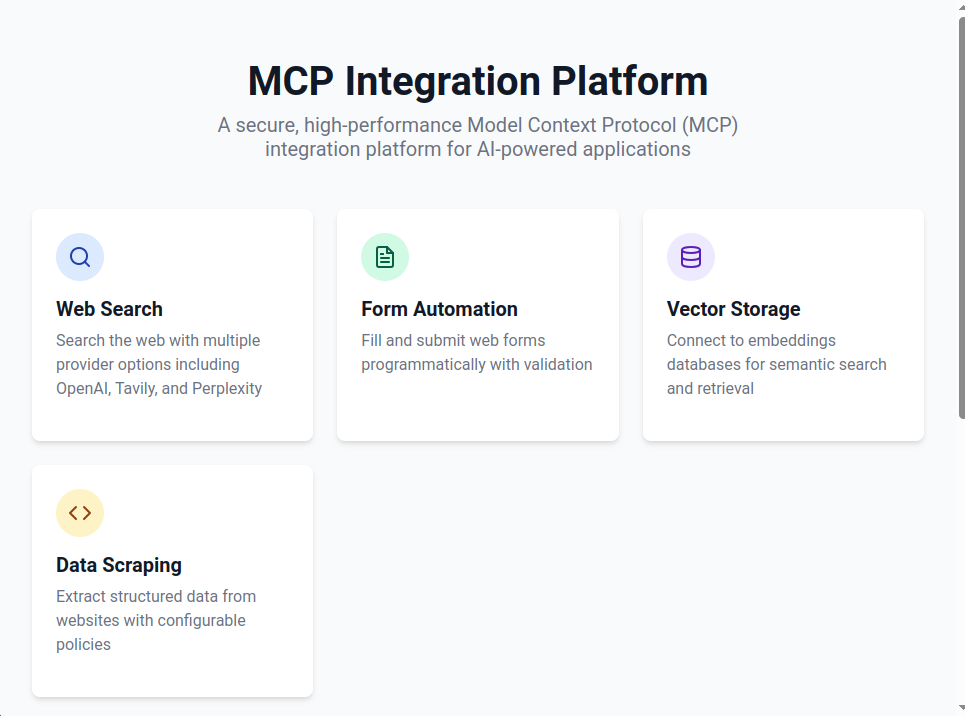 MCP Integration Platform
A secure, high-performance Model Context Protocol (MCP)
integration platform for AI-powered applications
Web Search
Search the web with multiple
provider options including
OpenAI, Tavily, and Perplexity
Form Automation
Fill and submit web forms
programmatically with validation
Vector Storage
Connect to embeddings
databases for semantic search
and retrieval
Data Scraping
Extract structured data from
websites with configurable
policies